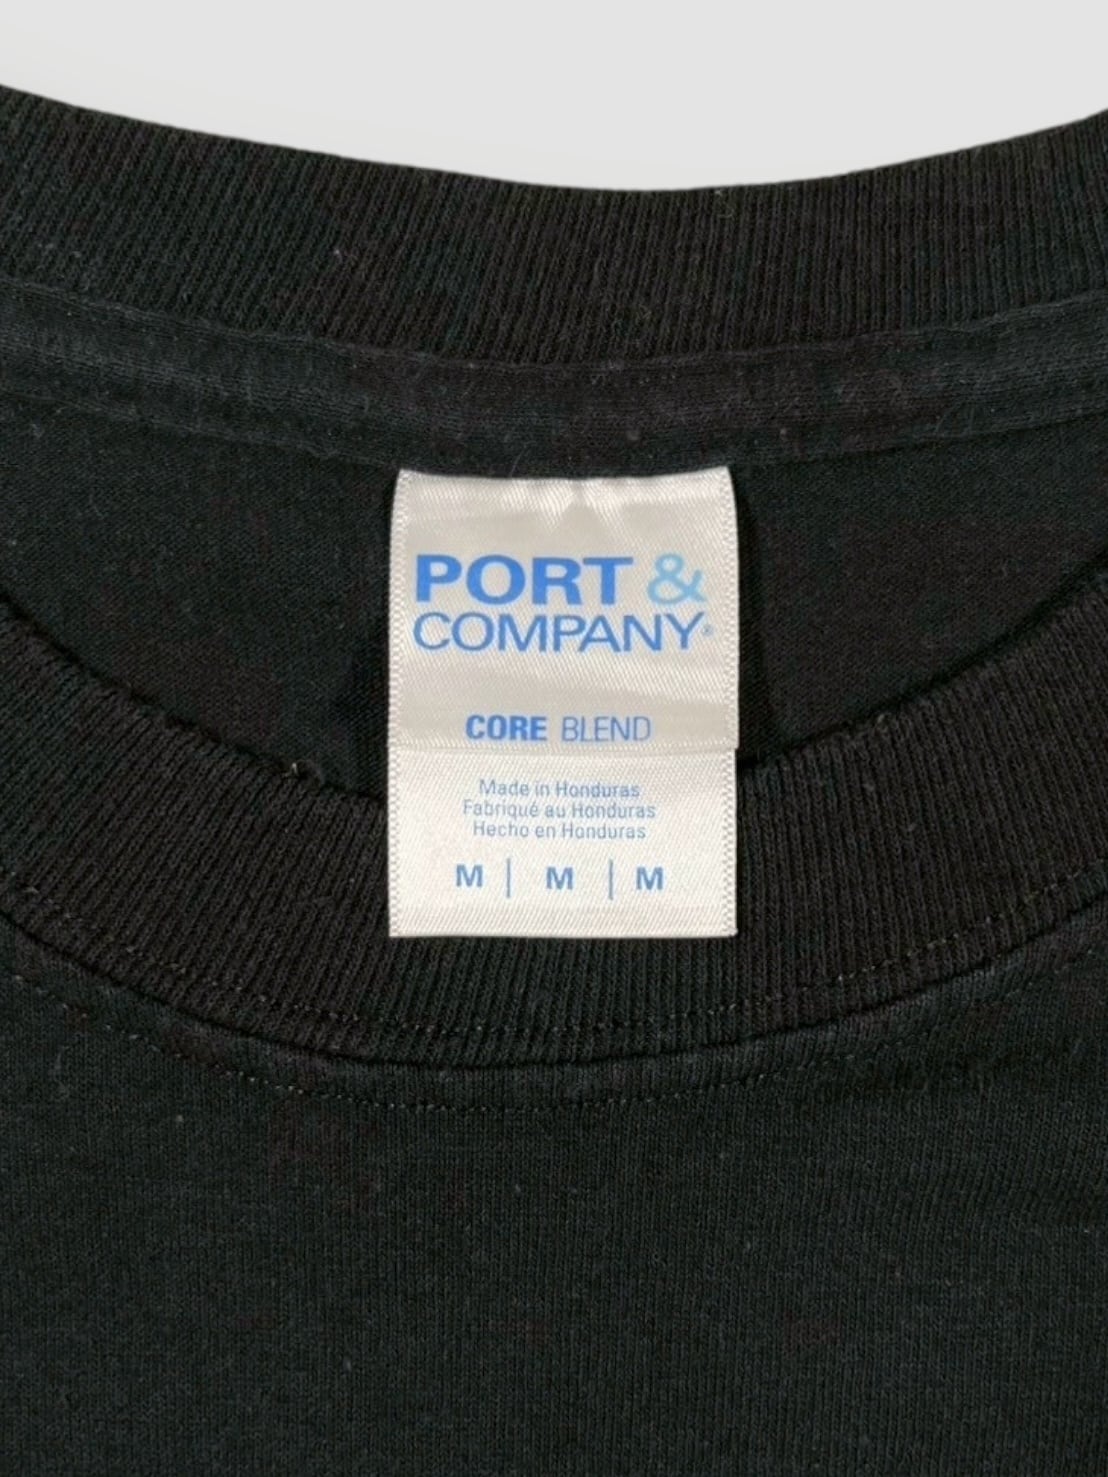 PORT &
COMPANY®
CORE BLEND
Made in Honduras
Fabriqué au Honduras
Hecho en Honduras
M | M | M